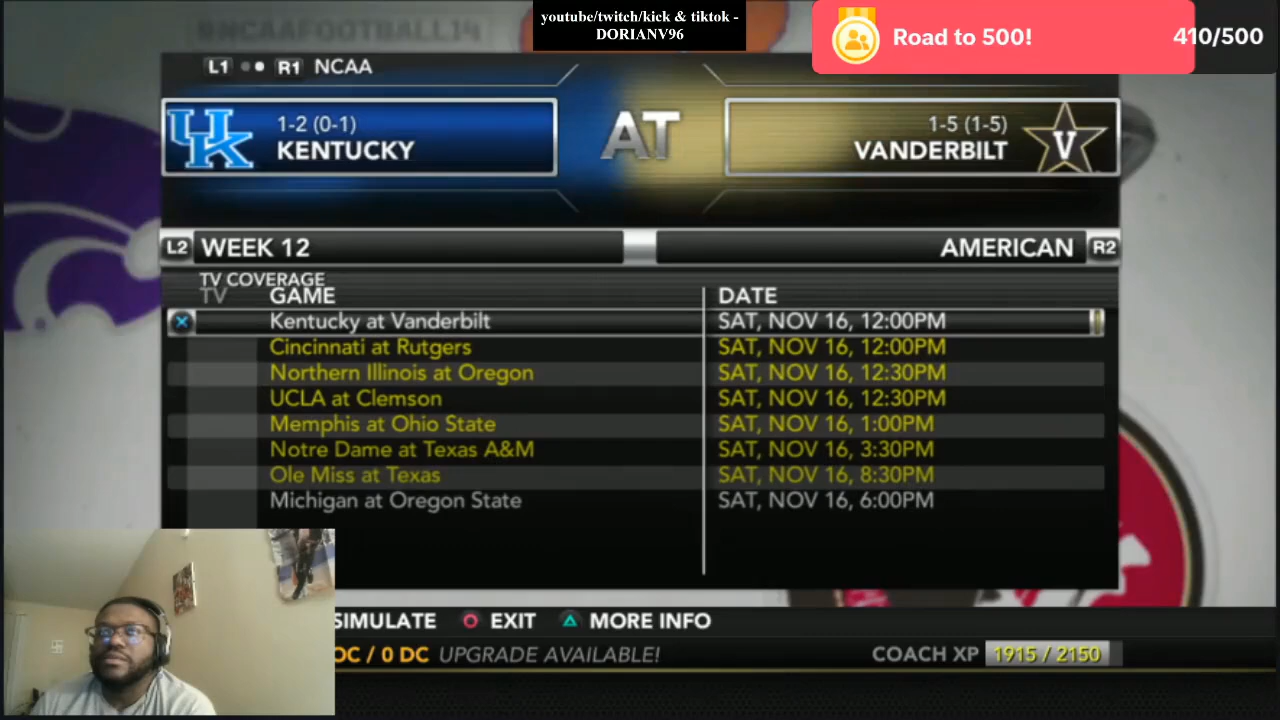 #NCAAFOOTBALL14
youtube/twitch/kick & tiktok -
DORIANV96
Road to 500!
410/500
L1 R1 NCAA
UK
1-2 (0-1)
KENTUCKY
AT
1-5 (1-5)
VANDERBILT
V
L2 WEEK 12
AMERICAN R2
TV COVERAGE
TV GAME DATE
Kentucky at Vanderbilt SAT, NOV 16, 12:00PM
Cincinnati at Rutgers SAT, NOV 16, 12:00PM
Northern Illinois at Oregon SAT, NOV 16, 12:30PM
UCLA at Clemson SAT, NOV 16, 12:30PM
Memphis at Ohio State SAT, NOV 16, 1:00PM
Notre Dame at Texas A&M SAT, NOV 16, 3:30PM
Ole Miss at Texas SAT, NOV 16, 8:30PM
Michigan at Oregon State SAT, NOV 16, 6:00PM
SIMULATE EXIT MORE INFO
OC / 0 DC UPGRADE AVAILABLE!
COACH XP 1915 / 2150